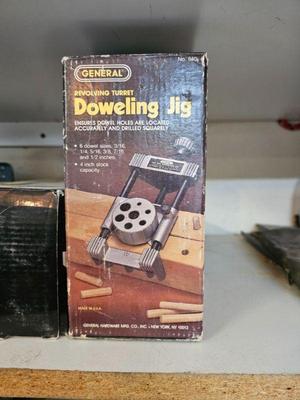 No. 840
GENERAL
REVOLVING TURRET
Doweling Jig
ENSURES DOWEL HOLES ARE LOCATED
ACCURATELY AND DRILLED SQUARELY
• 6 dowel sizes, 3/16,
1/4, 5/16, 3/8, 7/16
and 1/2 inches.
• 4 inch stock
capacity.
MADE IN U.S.A.
GENERAL HARDWARE MFG. CO., INC. • NEW YORK, NY 10013